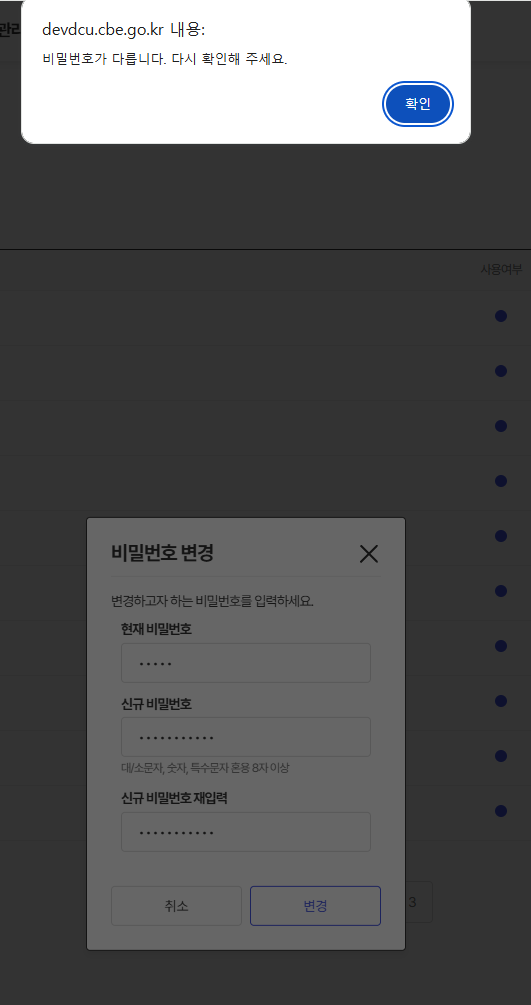 관리
devdcu.cbe.go.kr 내용:
비밀번호가 다릅니다. 다시 확인해 주세요.
확인
사용여부
비밀번호 변경
변경하고자 하는 비밀번호를 입력하세요.
현재 비밀번호
•••••
신규 비밀번호
•••••••••••
대/소문자, 숫자, 특수문자 혼용 8자 이상
신규 비밀번호 재입력
•••••••••••
취소
변경
3